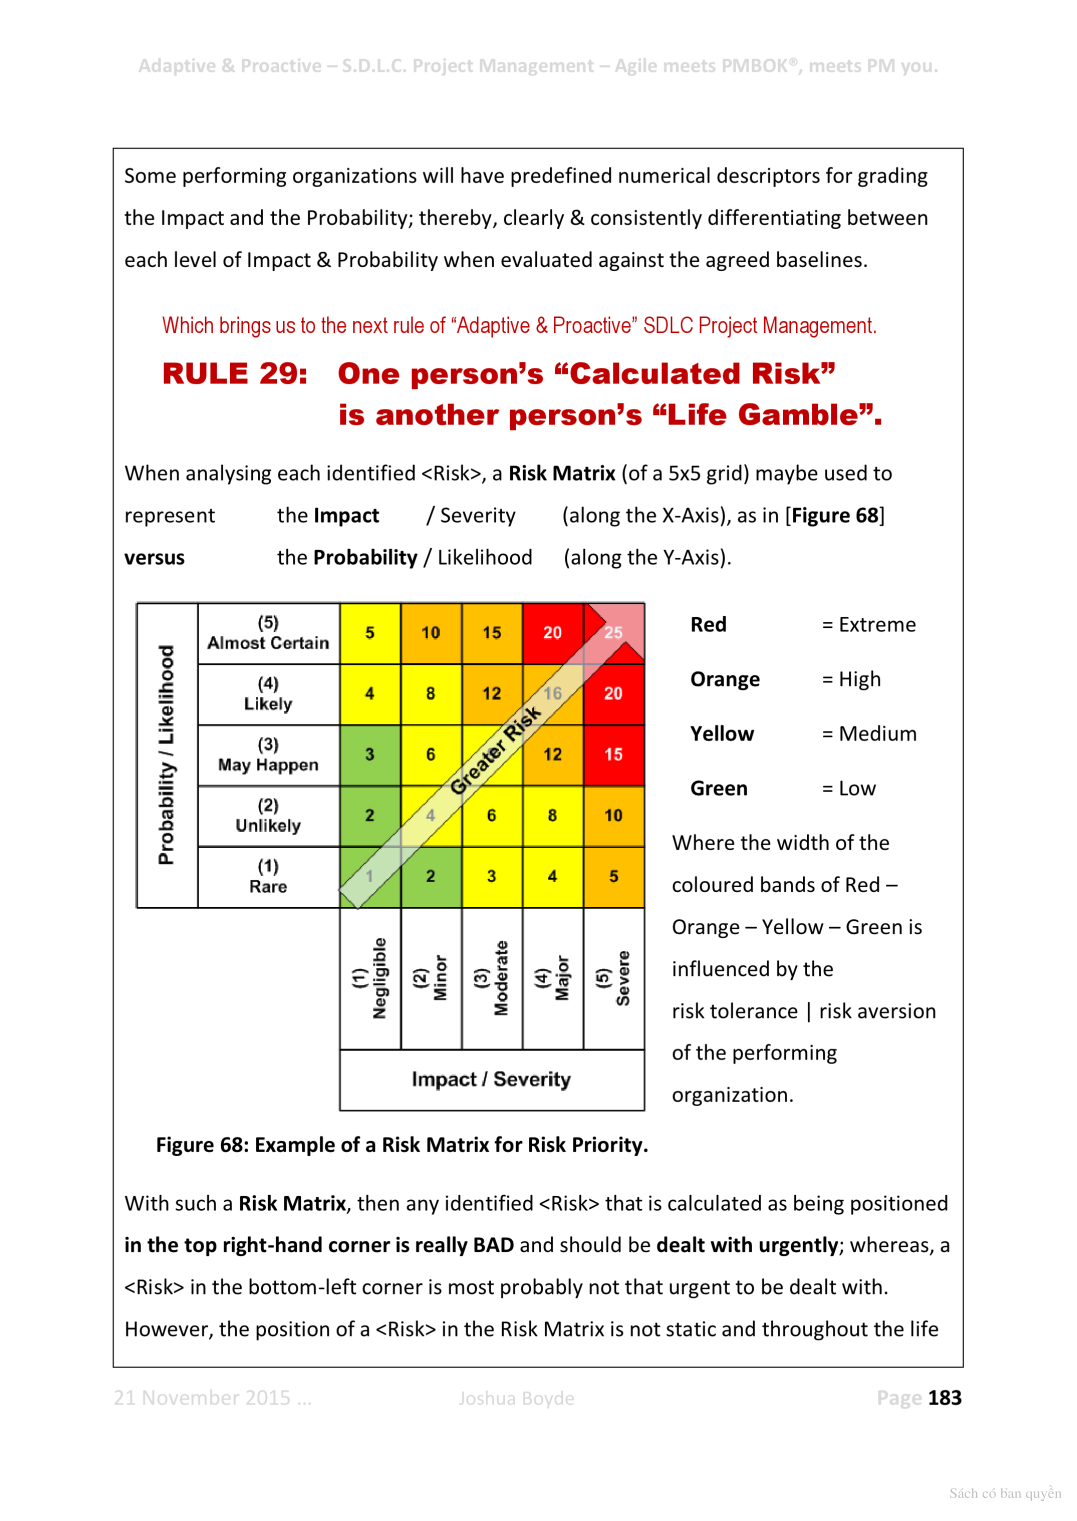 Adaptive & Proactive – S.D.L.C. Project Management – Agile meets PMBOK®, meets PM you.
Some performing organizations will have predefined numerical descriptors for grading
the Impact and the Probability; thereby, clearly & consistently differentiating between
each level of Impact & Probability when evaluated against the agreed baselines.
Which brings us to the next rule of “Adaptive & Proactive” SDLC Project Management.
RULE 29: One person’s “Calculated Risk”
is another person’s “Life Gamble”.
When analysing each identified <Risk>, a Risk Matrix (of a 5x5 grid) maybe used to
represent the Impact / Severity (along the X-Axis), as in [Figure 68]
versus the Probability / Likelihood (along the Y-Axis).
Probability / Likelihood
(5)
Almost Certain
5 10 15 20 25
(4)
Likely
4 8 12 16 20
(3)
May Happen
3 6 12 15
(2)
Unlikely
2 4 6 8 10
(1)
Rare
1 2 3 4 5
Greater Risk
(1)
Negligible
(2)
Minor
(3)
Moderate
(4)
Major
(5)
Severe
Impact / Severity
Red = Extreme
Orange = High
Yellow = Medium
Green = Low
Where the width of the
coloured bands of Red –
Orange – Yellow – Green is
influenced by the
risk tolerance | risk aversion
of the performing
organization.
Figure 68: Example of a Risk Matrix for Risk Priority.
With such a Risk Matrix, then any identified <Risk> that is calculated as being positioned
in the top right-hand corner is really BAD and should be dealt with urgently; whereas, a
<Risk> in the bottom-left corner is most probably not that urgent to be dealt with.
However, the position of a <Risk> in the Risk Matrix is not static and throughout the life
21 November 2015 ... Joshua Boyde Page 183
Sách có bản quyền